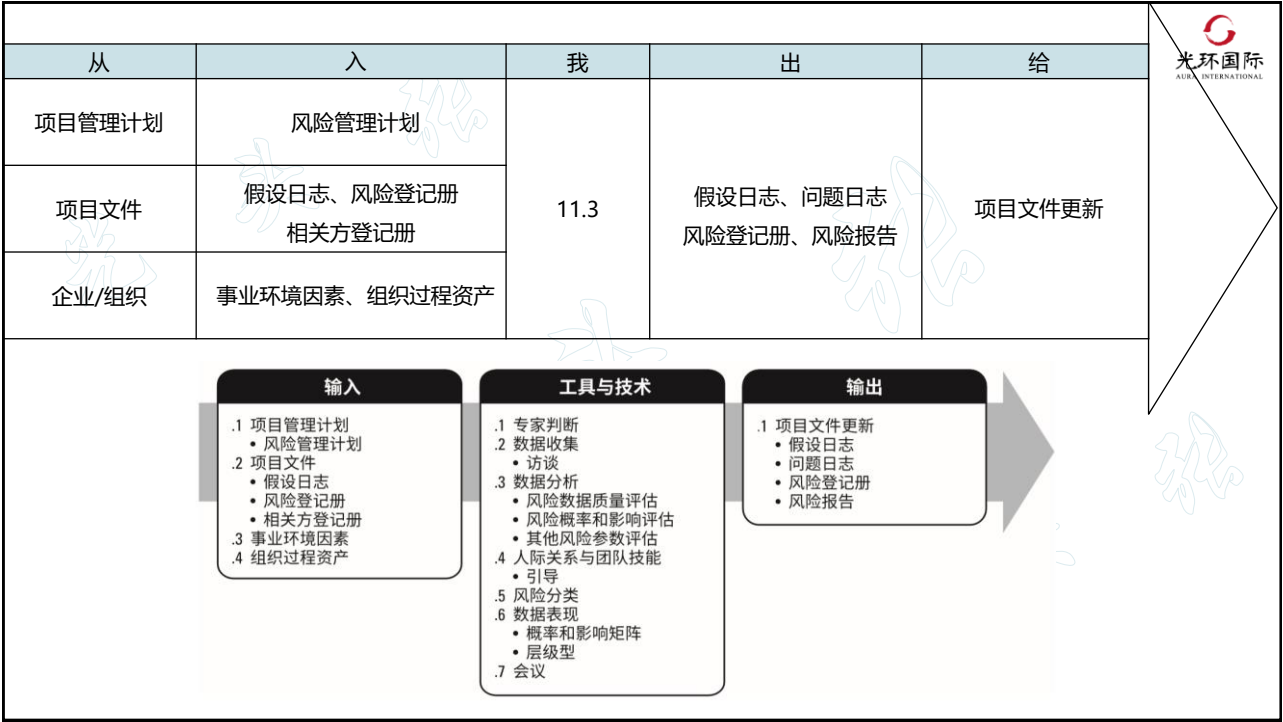 从 入 我 出 给
光环国际
AURA INTERNATIONAL
项目管理计划 风险管理计划
项目文件 假设日志、风险登记册
相关方登记册
11.3
假设日志、问题日志
风险登记册、风险报告
项目文件更新
企业/组织 事业环境因素、组织过程资产
输入
.1 项目管理计划
• 风险管理计划
.2 项目文件
• 假设日志
• 风险登记册
• 相关方登记册
.3 事业环境因素
.4 组织过程资产
工具与技术
.1 专家判断
.2 数据收集
• 访谈
.3 数据分析
• 风险数据质量评估
• 风险概率和影响评估
• 其他风险参数评估
.4 人际关系与团队技能
• 引导
.5 风险分类
.6 数据表现
• 概率和影响矩阵
• 层级型
.7 会议
输出
.1 项目文件更新
• 假设日志
• 问题日志
• 风险登记册
• 风险报告